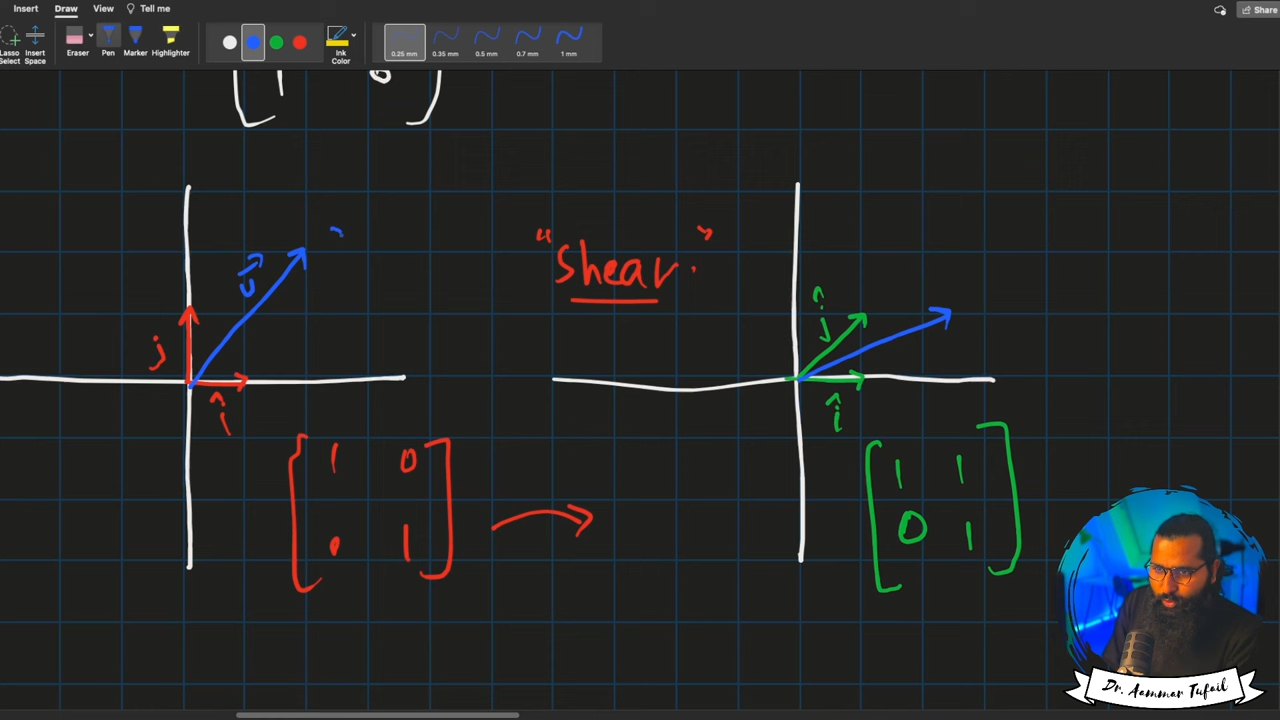 Insert Draw View Tell me
Share
Lasso Select
Insert Space
Eraser
Pen
Marker
Highlighter
Ink Color
0.25 mm
0.35 mm
0.5 mm
0.7 mm
1 mm
1 0
"Shear."
v
j
î
ĵ
î
1 0
0 1
1 1
0 1
Dr. Aammar Tufail